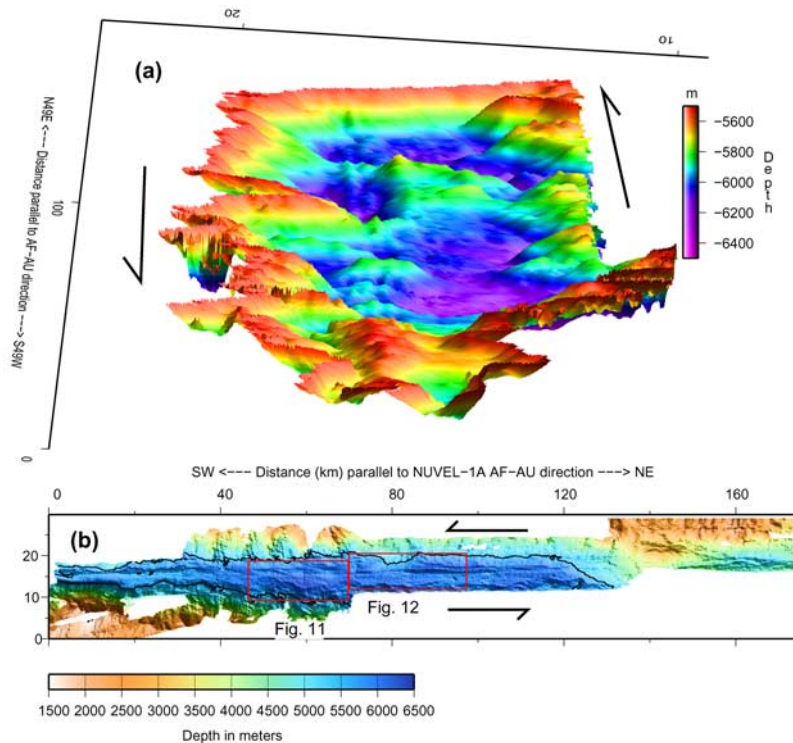 20
10
(a)
m
−5600
−5800
−6000
−6200
−6400
Depth
N49E <−−− Distance parallel to AF−AU direction −−−> S49W
100
0
SW <−−− Distance (km) parallel to NUVEL−1A AF−AU direction −−−> NE
0 40 80 120 160
(b)
20
10
0
Fig. 11
Fig. 12
1500 2000 2500 3000 3500 4000 4500 5000 5500 6000 6500
Depth in meters